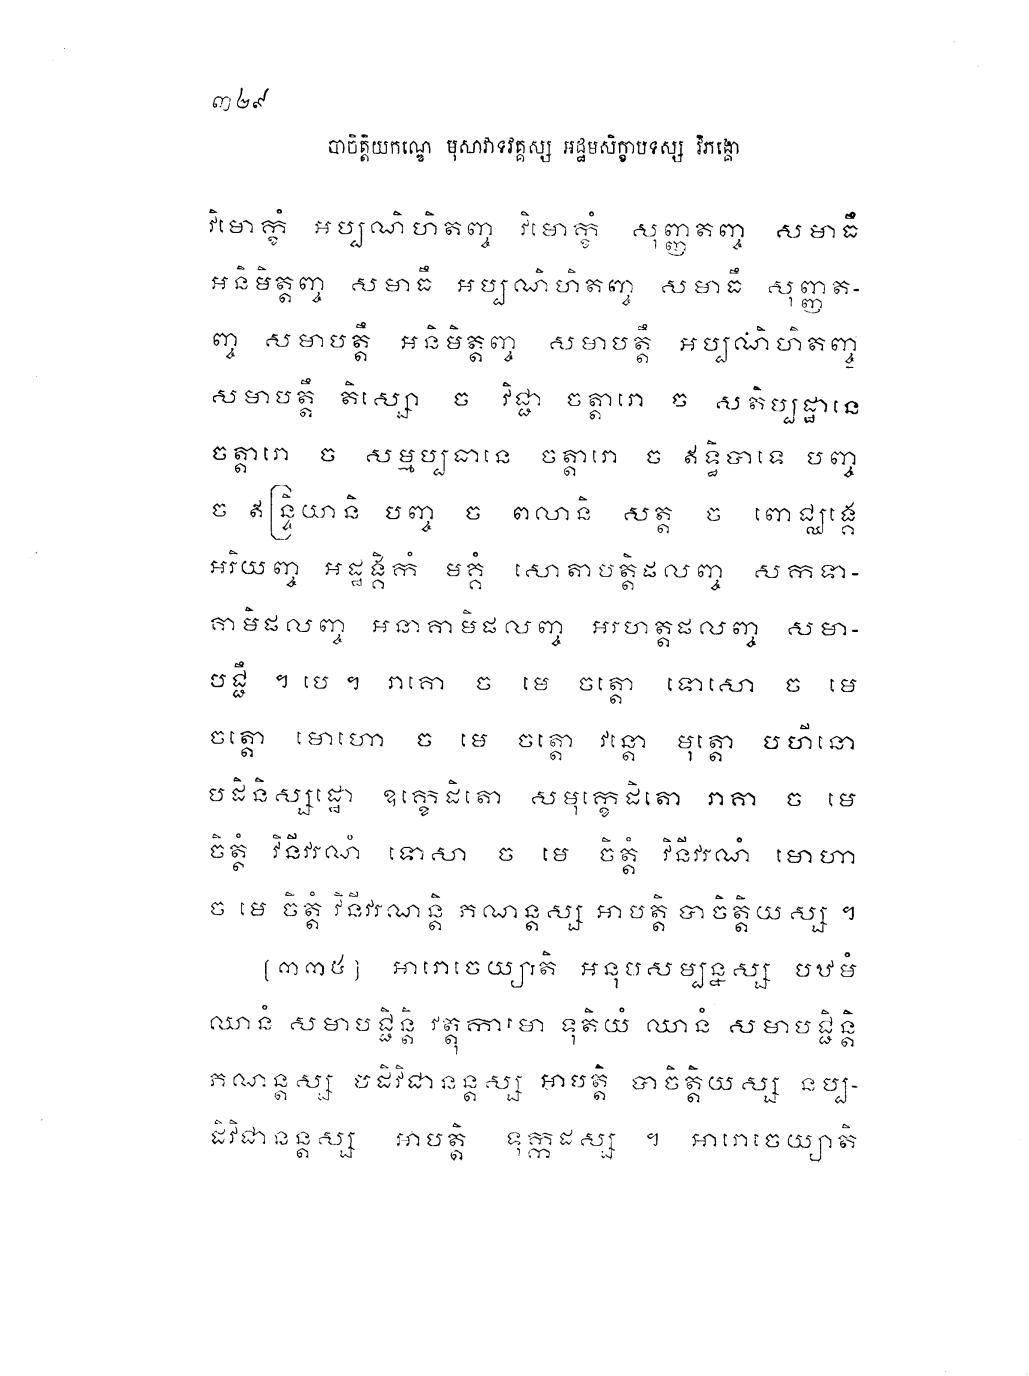 ៣២៩
បាចិត្តិយកណ្ឌេ មុសាវាទវគ្គស្ស អដ្ឋមសិក្ខាបទស្ស វិភង្គោ
វិមោក្ខំ អប្បណិហិតញ្ច វិមោក្ខំ សុញ្ញតញ្ច សមាធឹ
អនិមិត្តញ្ច សមាធឹ អប្បណិហិតញ្ច សមាធឹ សុញ្ញត-
ញ្ច សមាបត្តឹ អនិមិត្តញ្ច សមាបត្តឹ អប្បណិហិតញ្ច
សមាបត្តឹ តិស្សោ ច វិជ្ជា ចត្តារោ ច សតិប្បដ្ឋានេ
ចត្តារោ ច សម្មប្បធានេ ចត្តារោ ច ឥទ្ធិបាទេ បញ្ច
ច ឥន្ទ្រិយានិ បញ្ច ច ពលានិ សត្ត ច ពោជ្ឈង្គេ
អរិយញ្ច អដ្ឋង្គិកំ មគ្គំ សោតាបត្តិផលញ្ច សកទា-
គាមិផលញ្ច អនាគាមិផលញ្ច អរហត្តផលញ្ច សមា-
បជ្ជឹ ។ បេ ។ រាគោ ច មេ ចត្តោ ទោសោ ច មេ
ចត្តោ មោហោ ច មេ ចត្តោ វន្តោ មុត្តោ បហីនោ
បដិនិស្សដ្ឋោ ឧក្ខេដិតោ សមុក្ខេដិតោ រាគា ច មេ
ចិត្តំ វិនីវរណំ ទោសា ច មេ ចិត្តំ វិនីវរណំ មោហា
ច មេ ចិត្តំ វិនីវរណន្តិ ភណន្តស្ស អាបត្តិ បាចិត្តិយស្ស ។
[៣៣៥] អារោចេយ្យាតិ អនុបសម្បន្នស្ស បឋមំ
ឈានំ សមាបជ្ជិន្តិ វត្តុកាមោ ទុតិយំ ឈានំ សមាបជ្ជិន្តិ
ភណន្តស្ស បដិវិជានន្តស្ស អាបត្តិ បាចិត្តិយស្ស នប្ប-
ដិវិជានន្តស្ស អាបត្តិ ទុក្កដស្ស ។ អារោចេយ្យាតិ